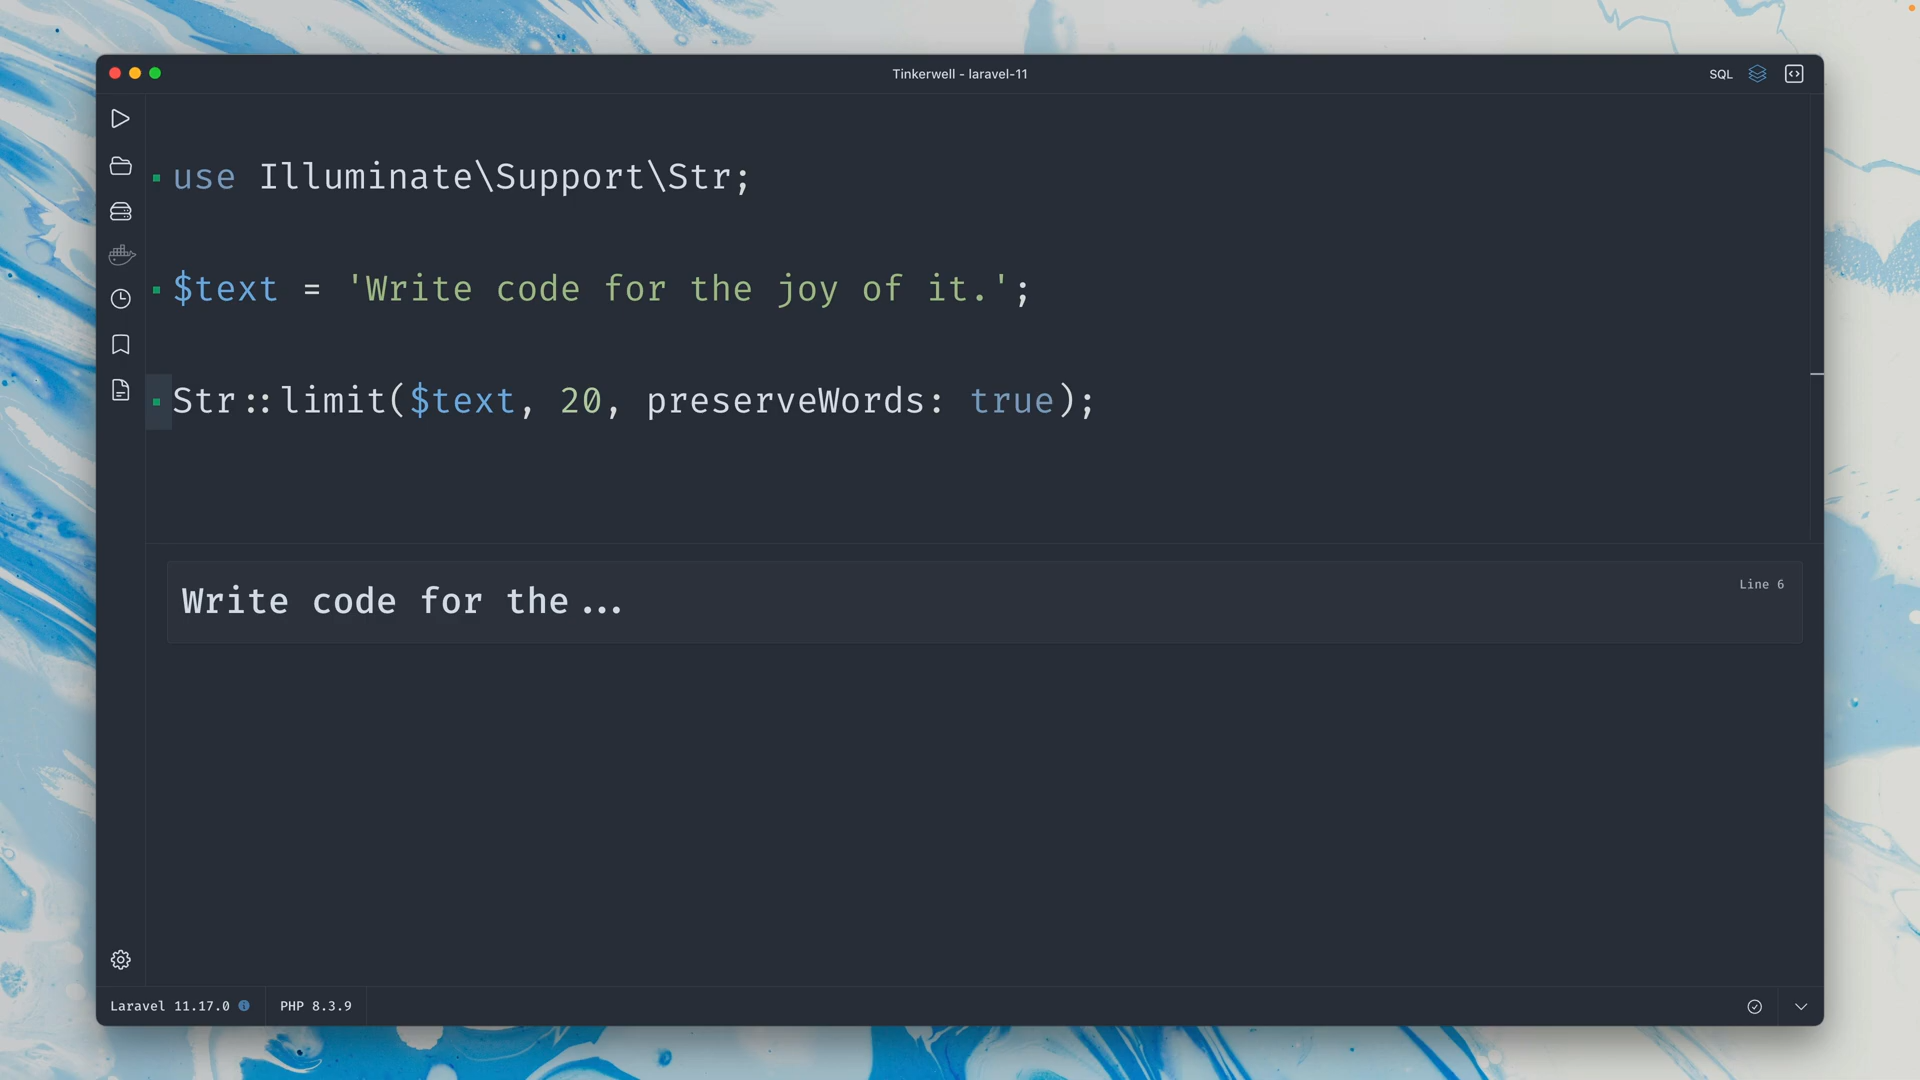 Tinkerwell - laravel-11
SQL
use Illuminate\Support\Str;
$text = 'Write code for the joy of it.';
Str::limit($text, 20, preserveWords: true);
Write code for the...
Line 6
Laravel 11.17.0
PHP 8.3.9